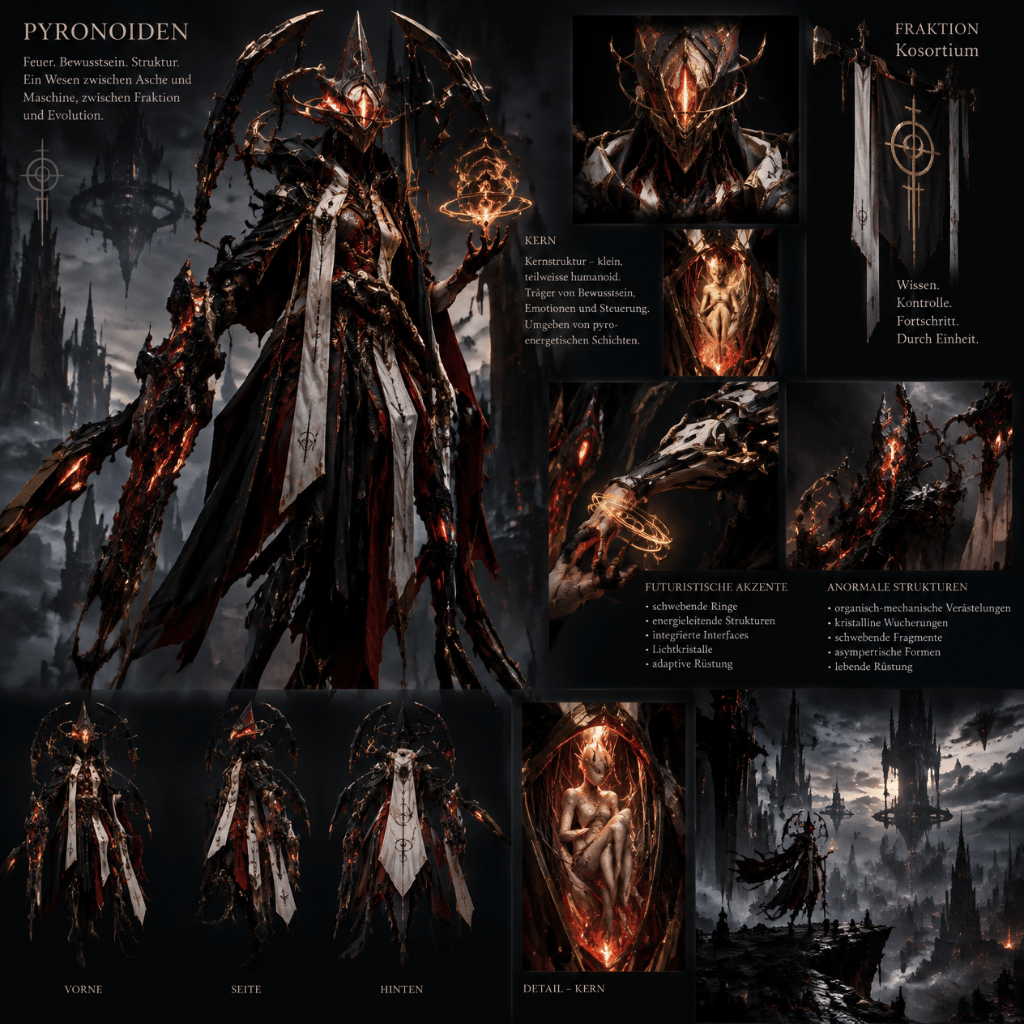 PYRONOIDEN
Feuer. Bewusstsein. Struktur.
Ein Wesen zwischen Asche und
Maschine, zwischen Fraktion
und Evolution.
FRAKTION
Kosortium
Wissen.
Kontrolle.
Fortschritt.
Durch Einheit.
KERN
Kernstruktur – klein,
teilweisse humanoid.
Träger von Bewusstsein,
Emotionen und Steuerung.
Umgeben von pyro-
energetischen Schichten.
FUTURISTISCHE AKZENTE
• schwebende Ringe
• energieleitende Strukturen
• integrierte Interfaces
• Lichtkristalle
• adaptive Rüstung
ANORMALE STRUKTUREN
• organisch-mechanische Verästelungen
• kristalline Wucherungen
• schwebende Fragmente
• asympertrische Formen
• lebende Rüstung
VORNE
SEITE
HINTEN
DETAIL – KERN